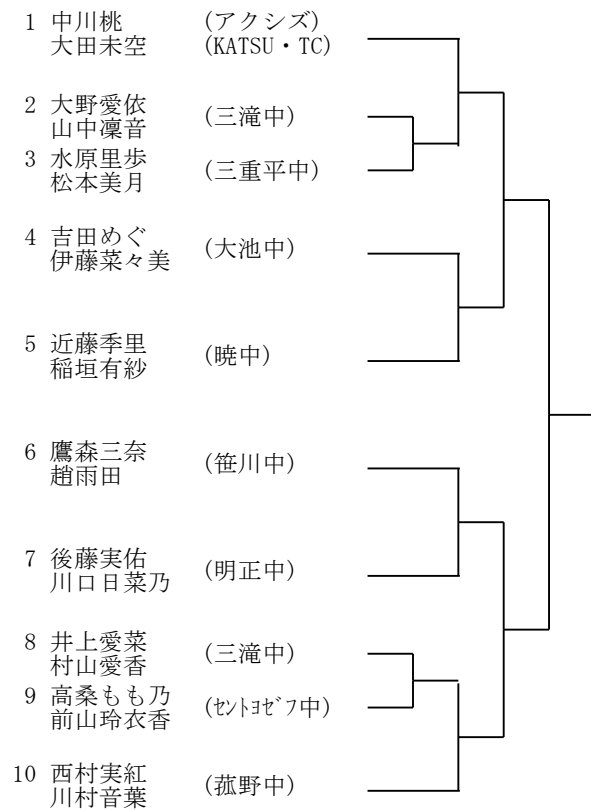 1 中川桃 (アクシズ)
大田未空 (KATSU・TC)
2 大野愛依 (三滝中)
山中凜音
3 水原里歩 (三重平中)
松本美月
4 吉田めぐ (大池中)
伊藤菜々美
5 近藤季里 (暁中)
稲垣有紗
6 鷹森三奈 (笹川中)
趙雨田
7 後藤実佑 (明正中)
川口日菜乃
8 井上愛菜 (三滝中)
村山愛香
9 高桑もも乃 (セントヨゼフ中)
前山玲衣香
10 西村実紅 (菰野中)
川村音葉